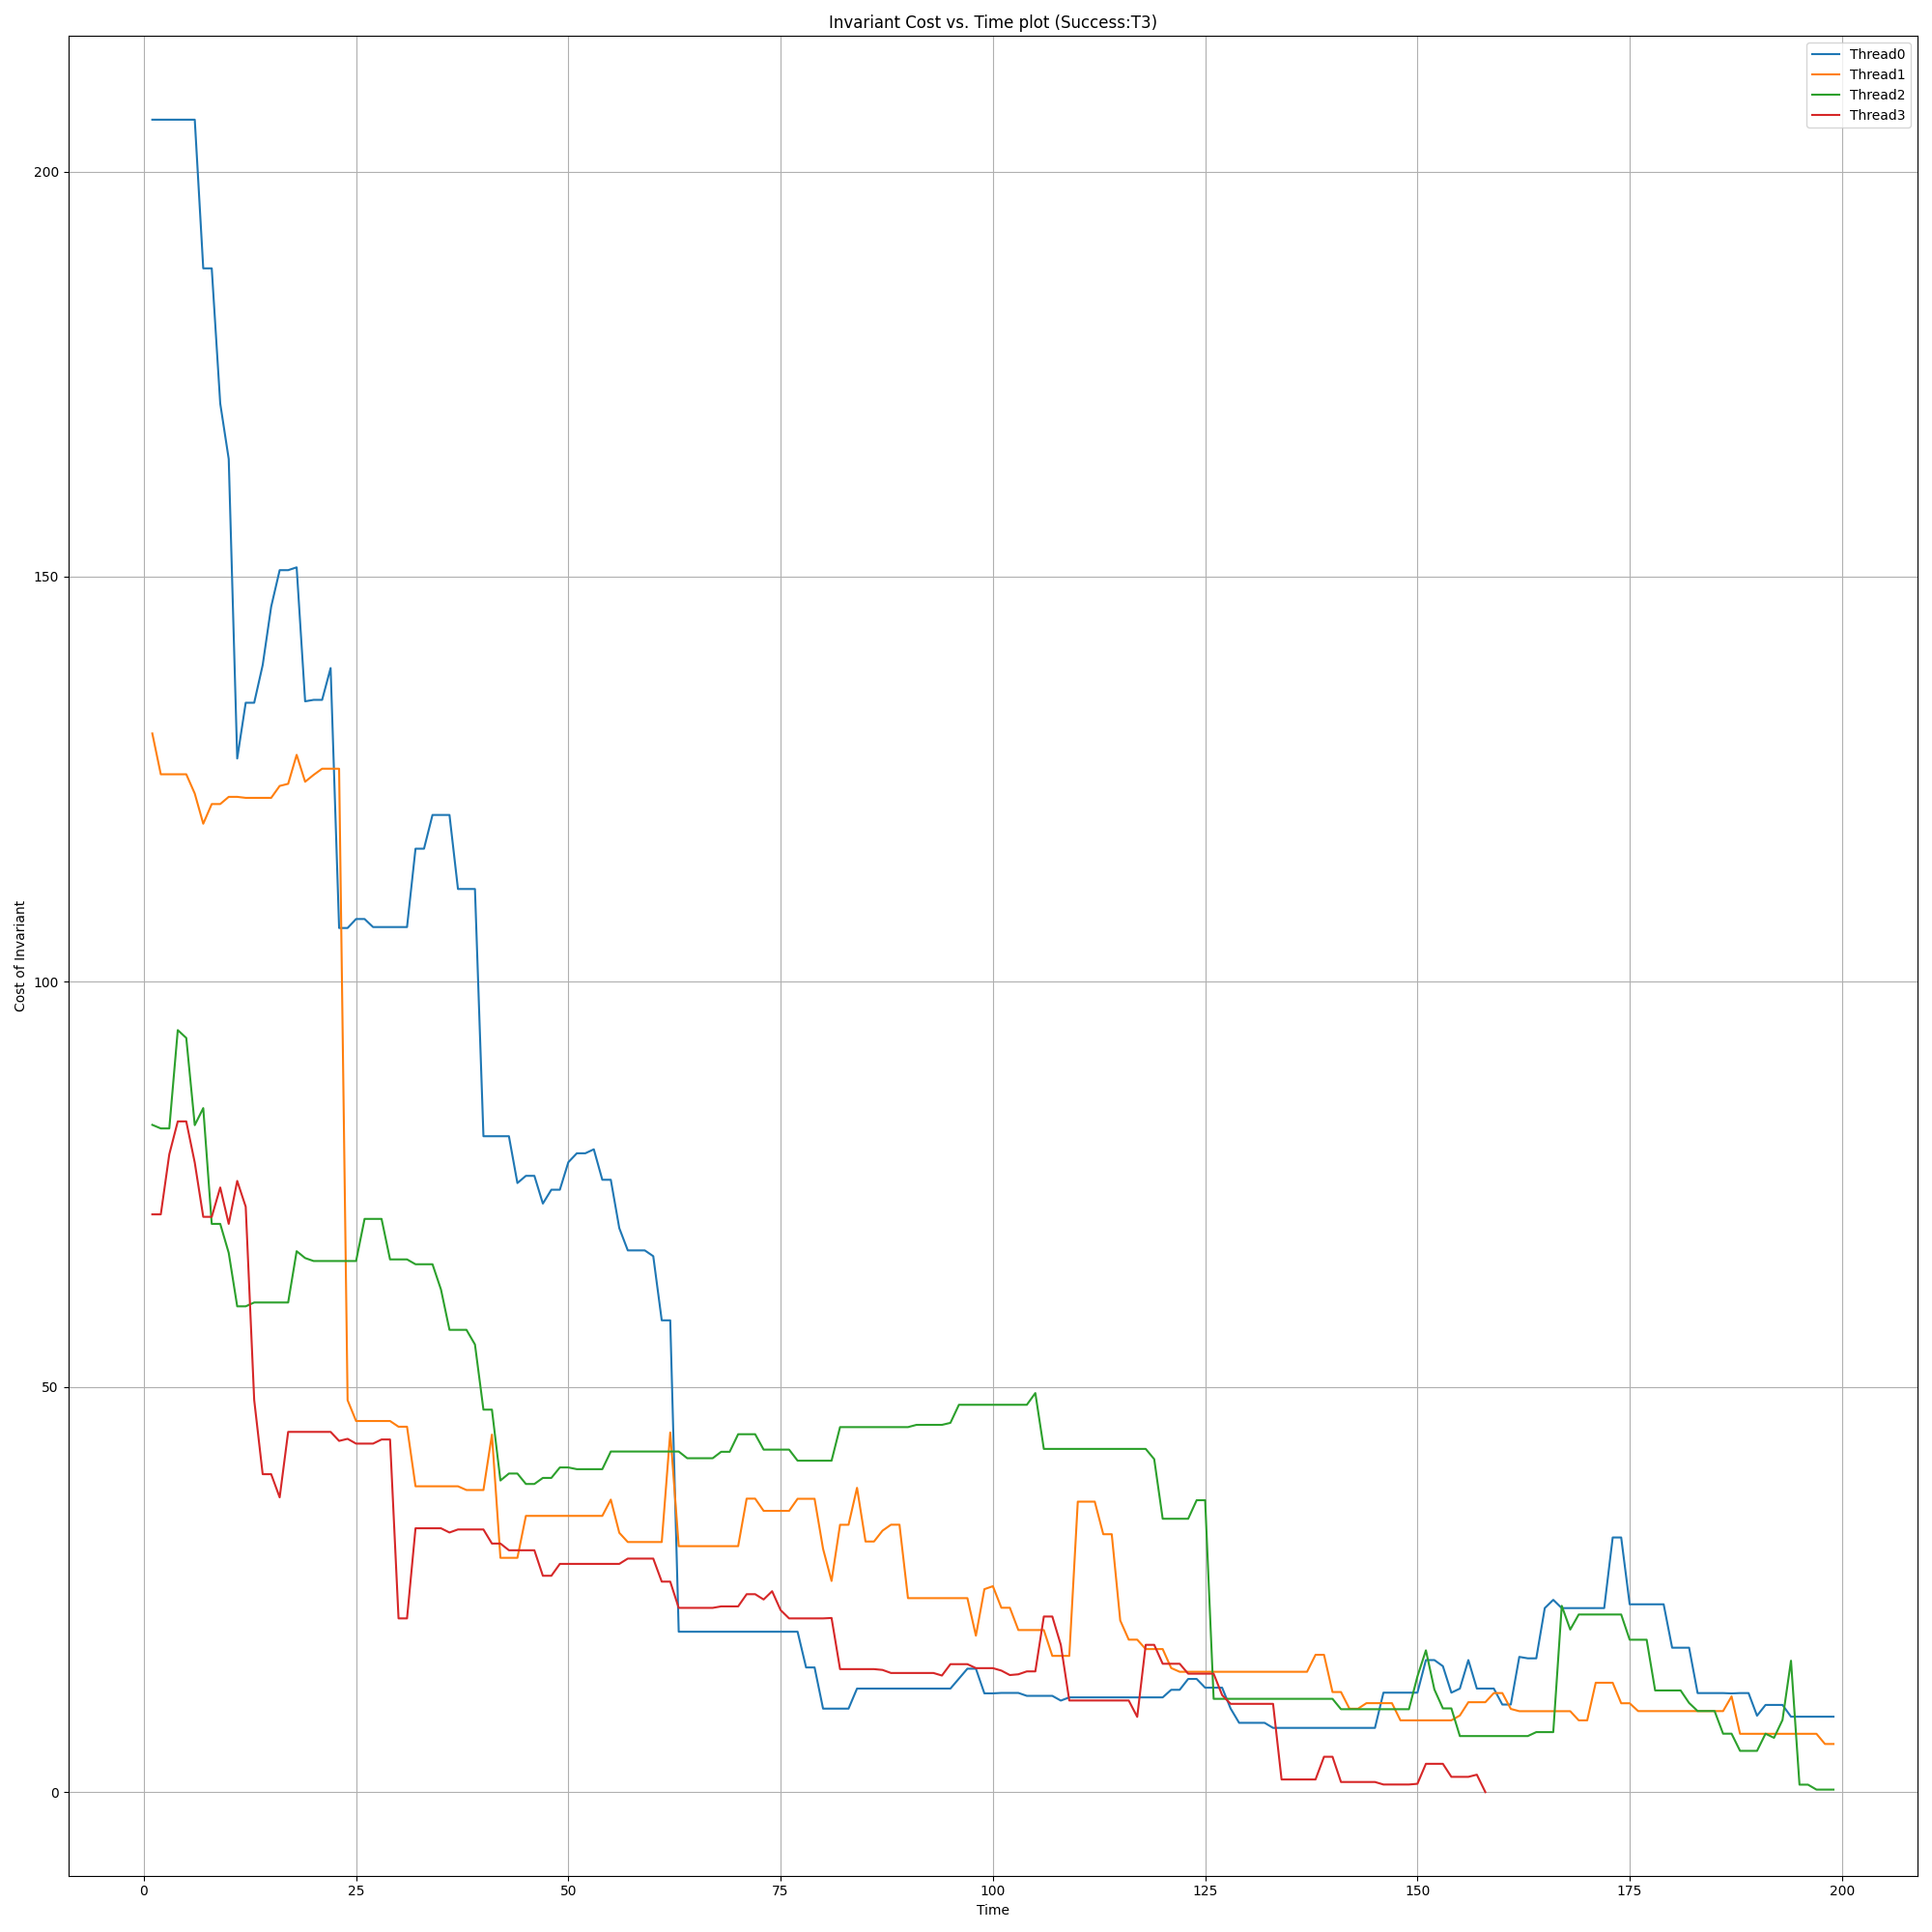 Invariant Cost vs. Time plot (Success:T3)
Thread0
Thread1
Thread2
Thread3
200
150
100
50
0
Cost of Invariant
0 25 50 75 100 125 150 175 200
Time